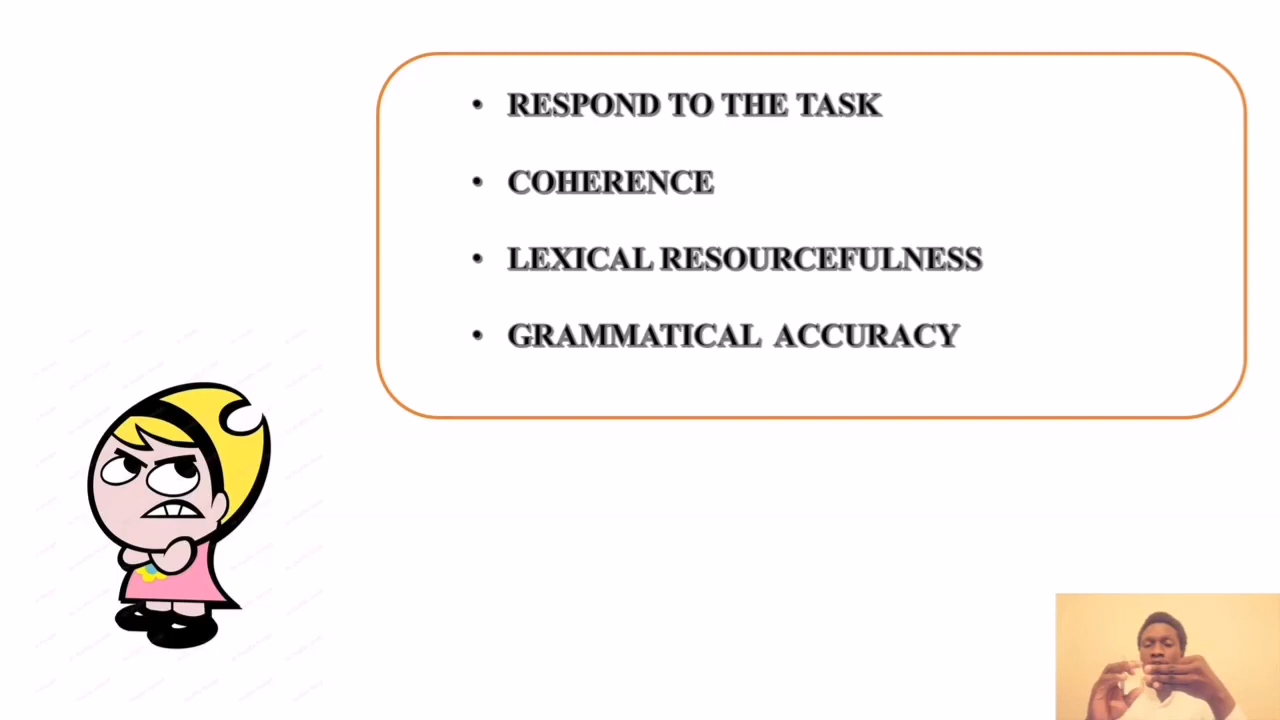 • RESPOND TO THE TASK
• COHERENCE
• LEXICAL RESOURCEFULNESS
• GRAMMATICAL ACCURACY